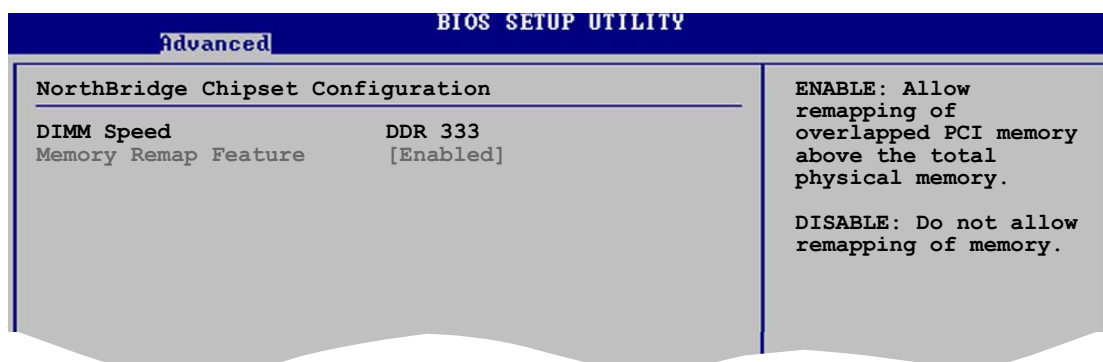 BIOS SETUP UTILITY
Advanced
NorthBridge Chipset Configuration
DIMM Speed DDR 333
Memory Remap Feature [Enabled]
ENABLE: Allow
remapping of
overlapped PCI memory
above the total
physical memory.
DISABLE: Do not allow
remapping of memory.